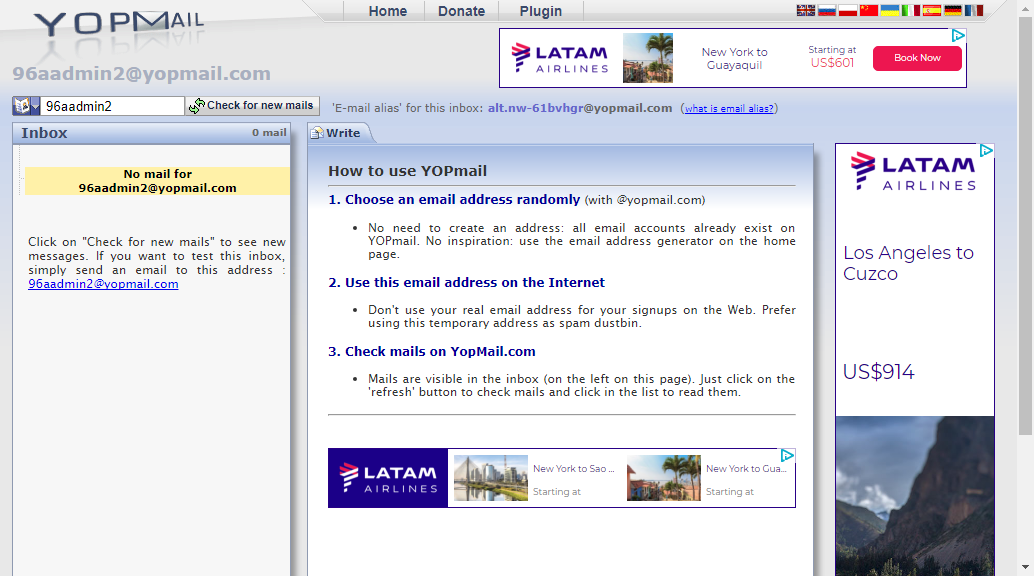 YOPMAIL
Home
Donate
Plugin
LATAM
AIRLINES
New York to
Guayaquil
Starting at
US$601
Book Now
96aadmin2@yopmail.com
96aadmin2
Check for new mails
'E-mail alias' for this inbox: alt.nw-61bvhgr@yopmail.com (what is email alias?)
Inbox
0 mail
No mail for
96aadmin2@yopmail.com
Click on "Check for new mails" to see new
messages. If you want to test this inbox,
simply send an email to this address :
96aadmin2@yopmail.com
Write
How to use YOPmail
1. Choose an email address randomly (with @yopmail.com)
• No need to create an address: all email accounts already exist on
YOPmail. No inspiration: use the email address generator on the home
page.
2. Use this email address on the Internet
• Don't use your real email address for your signups on the Web. Prefer
using this temporary address as spam dustbin.
3. Check mails on YopMail.com
• Mails are visible in the inbox (on the left on this page). Just click on the
'refresh' button to check mails and click in the list to read them.
LATAM
AIRLINES
New York to Sao ...
Starting at
New York to Gua...
Starting at
LATAM
AIRLINES
Los Angeles to
Cuzco
US$914